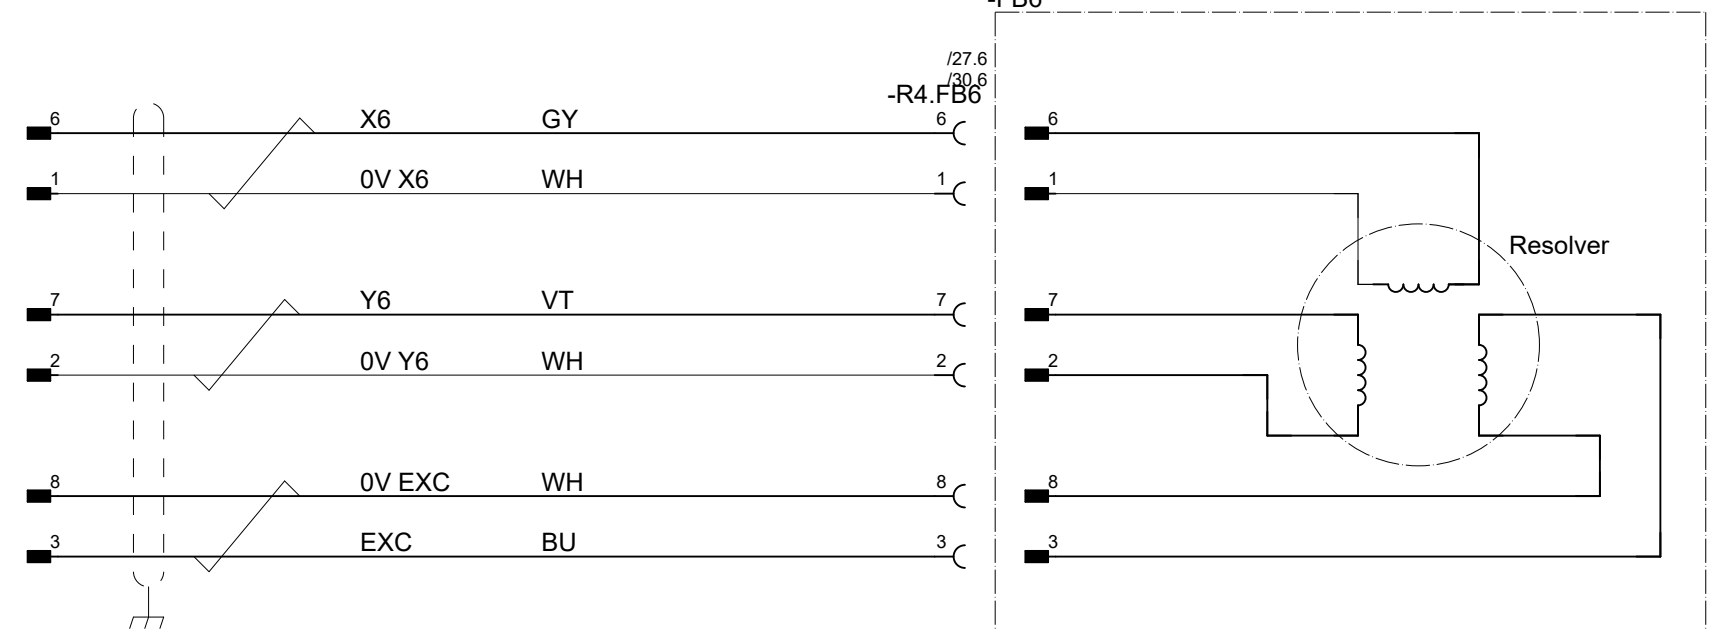 -FB6
/27.6
/30.6
-R4.FB6
6 X6 GY 6 6
1 0V X6 WH 1 1
Resolver
7 Y6 VT 7 7
2 0V Y6 WH 2 2
8 0V EXC WH 8 8
3 EXC BU 3 3